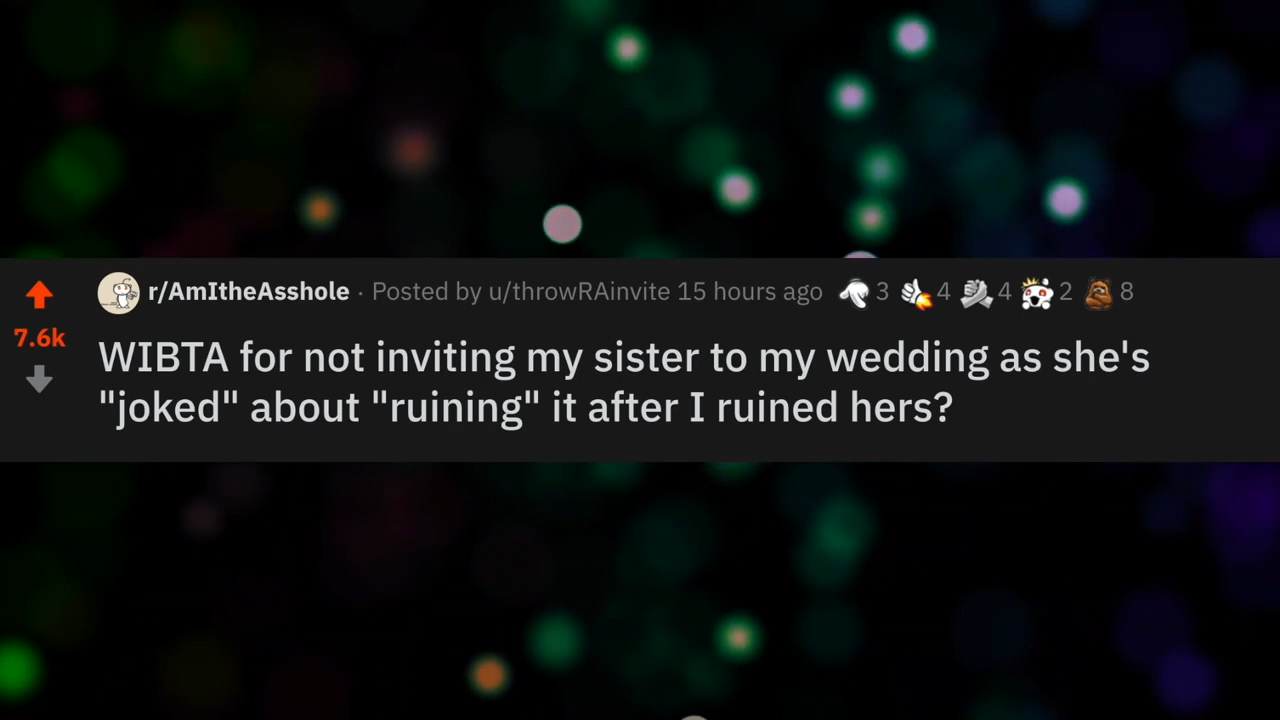 r/AmItheAsshole · Posted by u/throwRAinvite 15 hours ago 3 4 4 2 8
7.6k
WIBTA for not inviting my sister to my wedding as she's
"joked" about "ruining" it after I ruined hers?